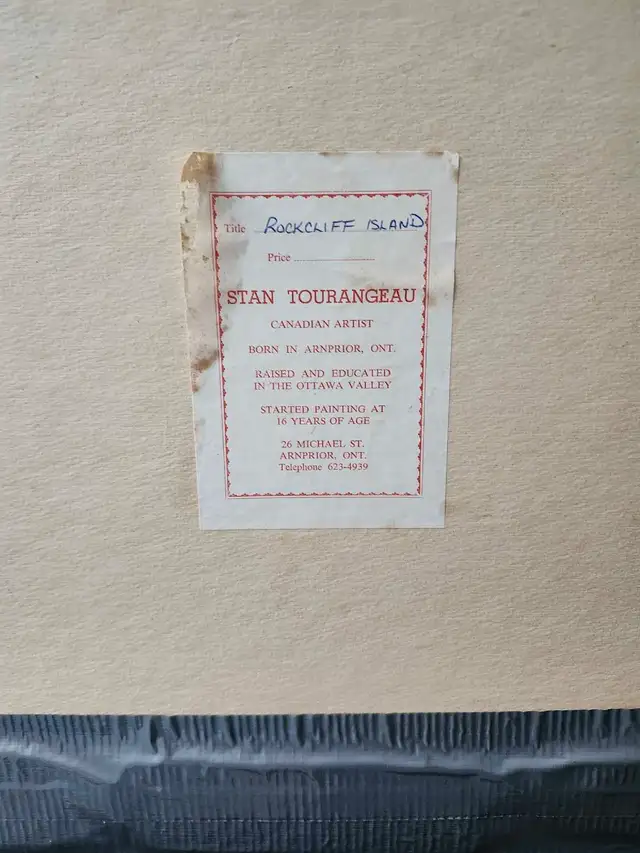 Title ROCKCLIFF ISLAND
Price ........................
STAN TOURANGEAU
CANADIAN ARTIST
BORN IN ARNPRIOR, ONT.
RAISED AND EDUCATED
IN THE OTTAWA VALLEY
STARTED PAINTING AT
16 YEARS OF AGE
26 MICHAEL ST.
ARNPRIOR, ONT.
Telephone 623-4939